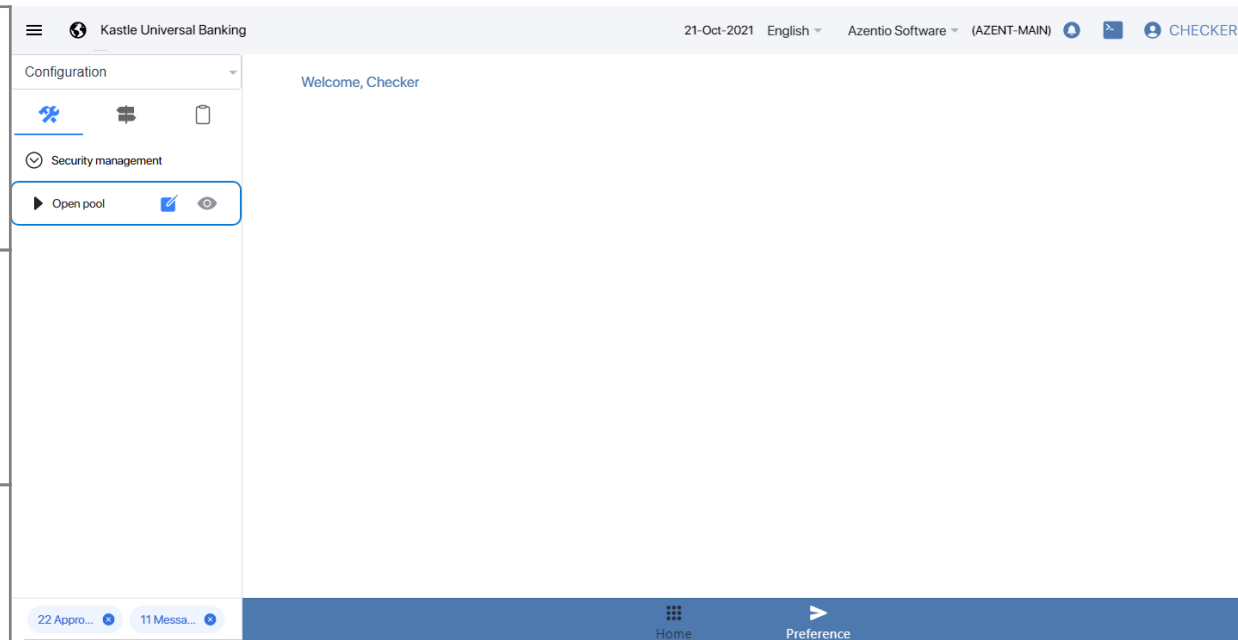 Kastle Universal Banking
21-Oct-2021 English Azentio Software (AZENT-MAIN) CHECKER
Configuration
Welcome, Checker
Security management
Open pool
22 Appro... 11 Messa...
Home Preference